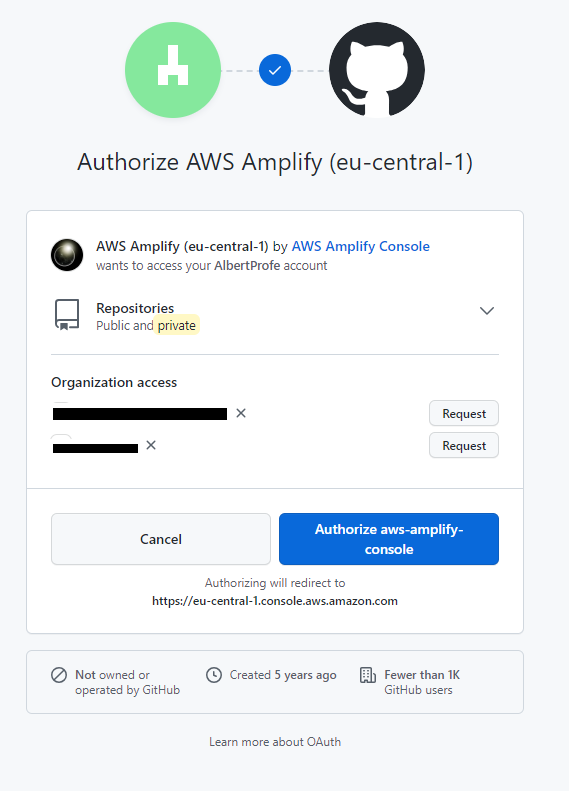 Authorize AWS Amplify (eu-central-1)
AWS Amplify (eu-central-1) by AWS Amplify Console
wants to access your AlbertProfe account
Repositories
Public and private
Organization access
Request
Request
Cancel
Authorize aws-amplify-
console
Authorizing will redirect to
https://eu-central-1.console.aws.amazon.com
Not owned or
operated by GitHub
Created 5 years ago
Fewer than 1K
GitHub users
Learn more about OAuth